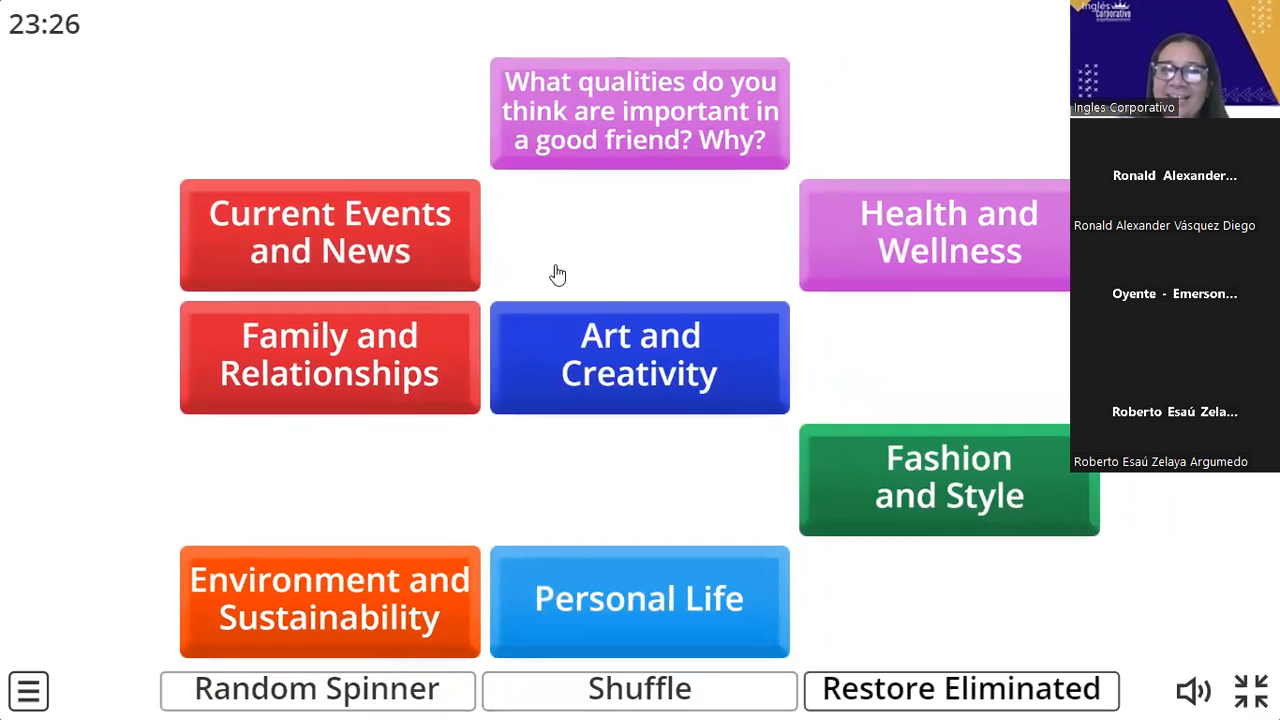 23:26
What qualities do you
think are important in
a good friend? Why?
Current Events
and News
Health and
Wellness
Family and
Relationships
Art and
Creativity
Fashion
and Style
Environment and
Sustainability
Personal Life
Random Spinner
Shuffle
Restore Eliminated
Inglés
Corporativo
Ingles Corporativo
Ronald Alexander...
Ronald Alexander Vásquez Diego
Oyente - Emerson...
Roberto Esaú Zela...
Roberto Esaú Zelaya Argumedo